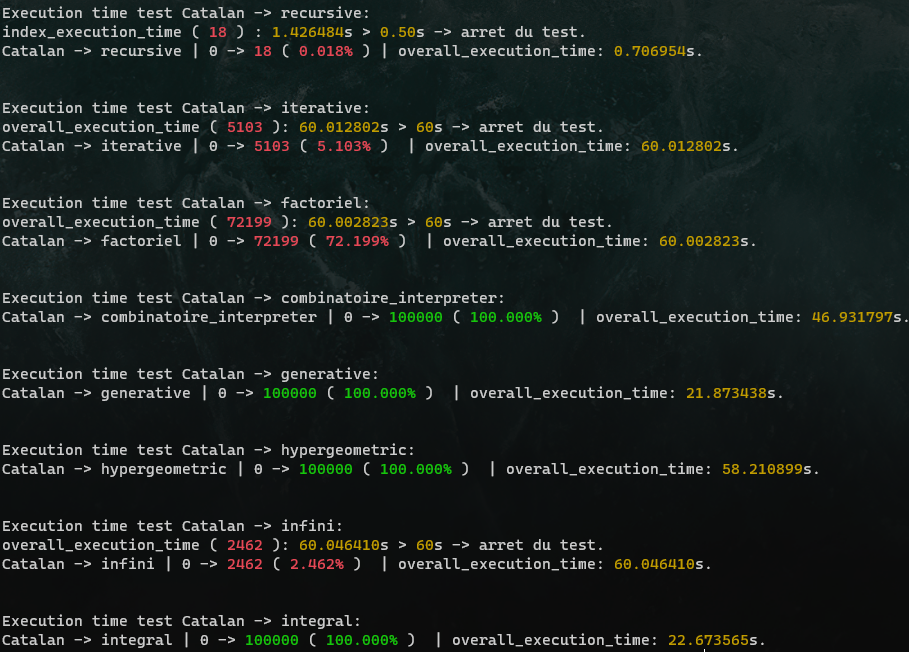 Execution time test Catalan -> recursive:
index_execution_time ( 18 ) : 1.426484s > 0.50s -> arret du test.
Catalan -> recursive | 0 -> 18 ( 0.018% ) | overall_execution_time: 0.706954s.
Execution time test Catalan -> iterative:
overall_execution_time ( 5103 ): 60.012802s > 60s -> arret du test.
Catalan -> iterative | 0 -> 5103 ( 5.103% )  | overall_execution_time: 60.012802s.
Execution time test Catalan -> factoriel:
overall_execution_time ( 72199 ): 60.002823s > 60s -> arret du test.
Catalan -> factoriel | 0 -> 72199 ( 72.199% )  | overall_execution_time: 60.002823s.
Execution time test Catalan -> combinatoire_interpreter:
Catalan -> combinatoire_interpreter | 0 -> 100000 ( 100.000% )  | overall_execution_time: 46.931797s.
Execution time test Catalan -> generative:
Catalan -> generative | 0 -> 100000 ( 100.000% )  | overall_execution_time: 21.873438s.
Execution time test Catalan -> hypergeometric:
Catalan -> hypergeometric | 0 -> 100000 ( 100.000% )  | overall_execution_time: 58.210899s.
Execution time test Catalan -> infini:
overall_execution_time ( 2462 ): 60.046410s > 60s -> arret du test.
Catalan -> infini | 0 -> 2462 ( 2.462% )  | overall_execution_time: 60.046410s.
Execution time test Catalan -> integral:
Catalan -> integral | 0 -> 100000 ( 100.000% )  | overall_execution_time: 22.673565s.